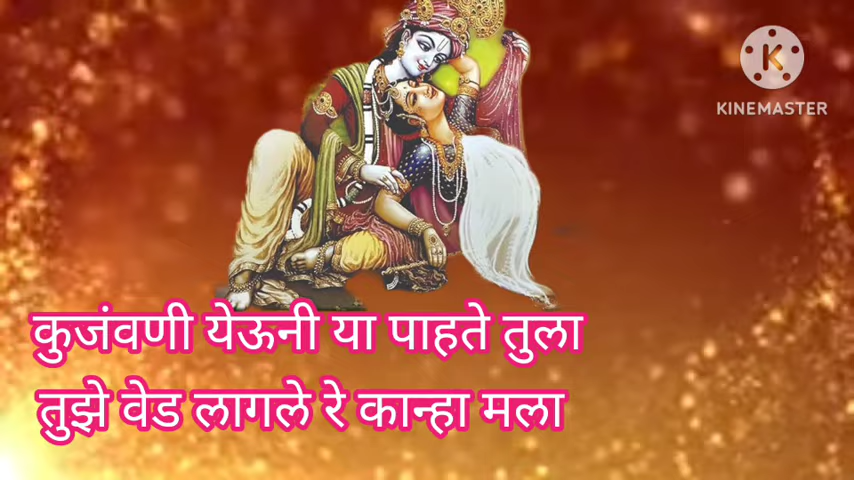 KINEMASTER
कुजंवणी येऊनी या पाहते तुला
तुझे वेड लागले रे कान्हा मला